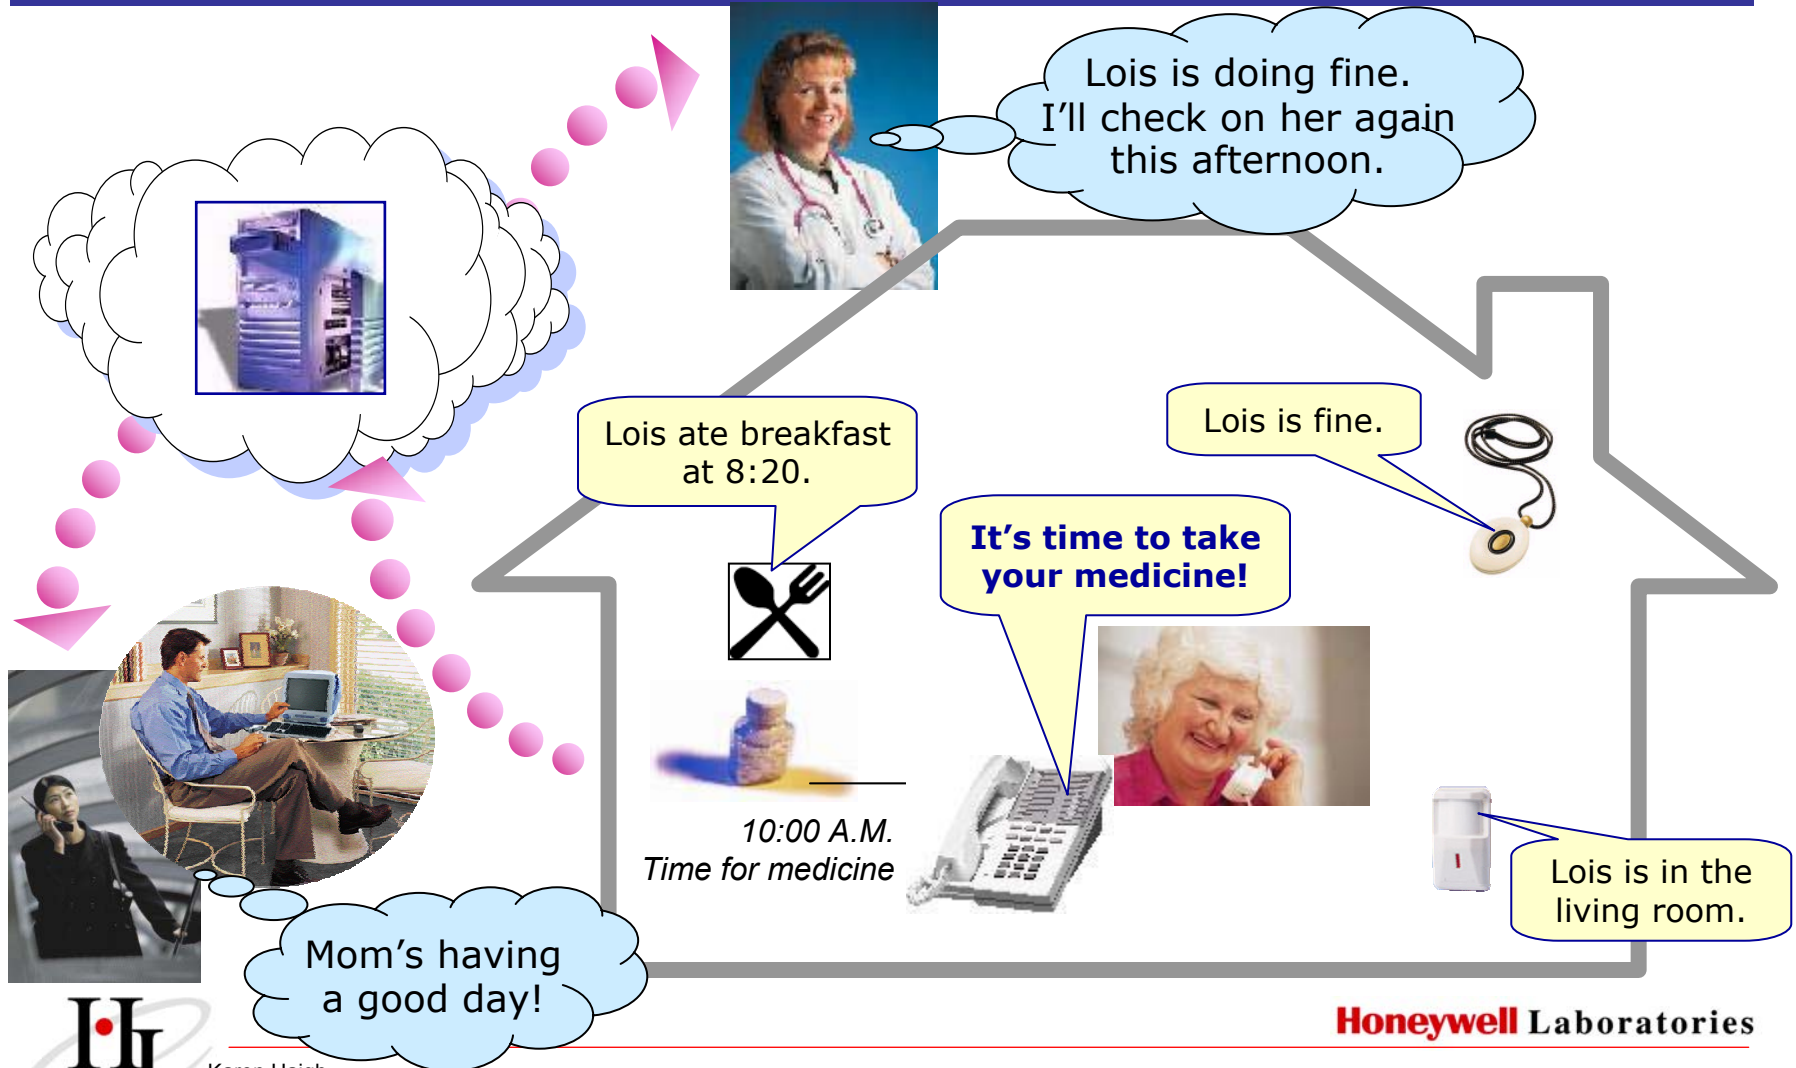 Lois is doing fine.
I'll check on her again
this afternoon.
Lois ate breakfast
at 8:20.
Lois is fine.
It's time to take
your medicine!
10:00 A.M.
Time for medicine
Lois is in the
living room.
Mom's having
a good day!
Honeywell Laboratories
Karen Haigh